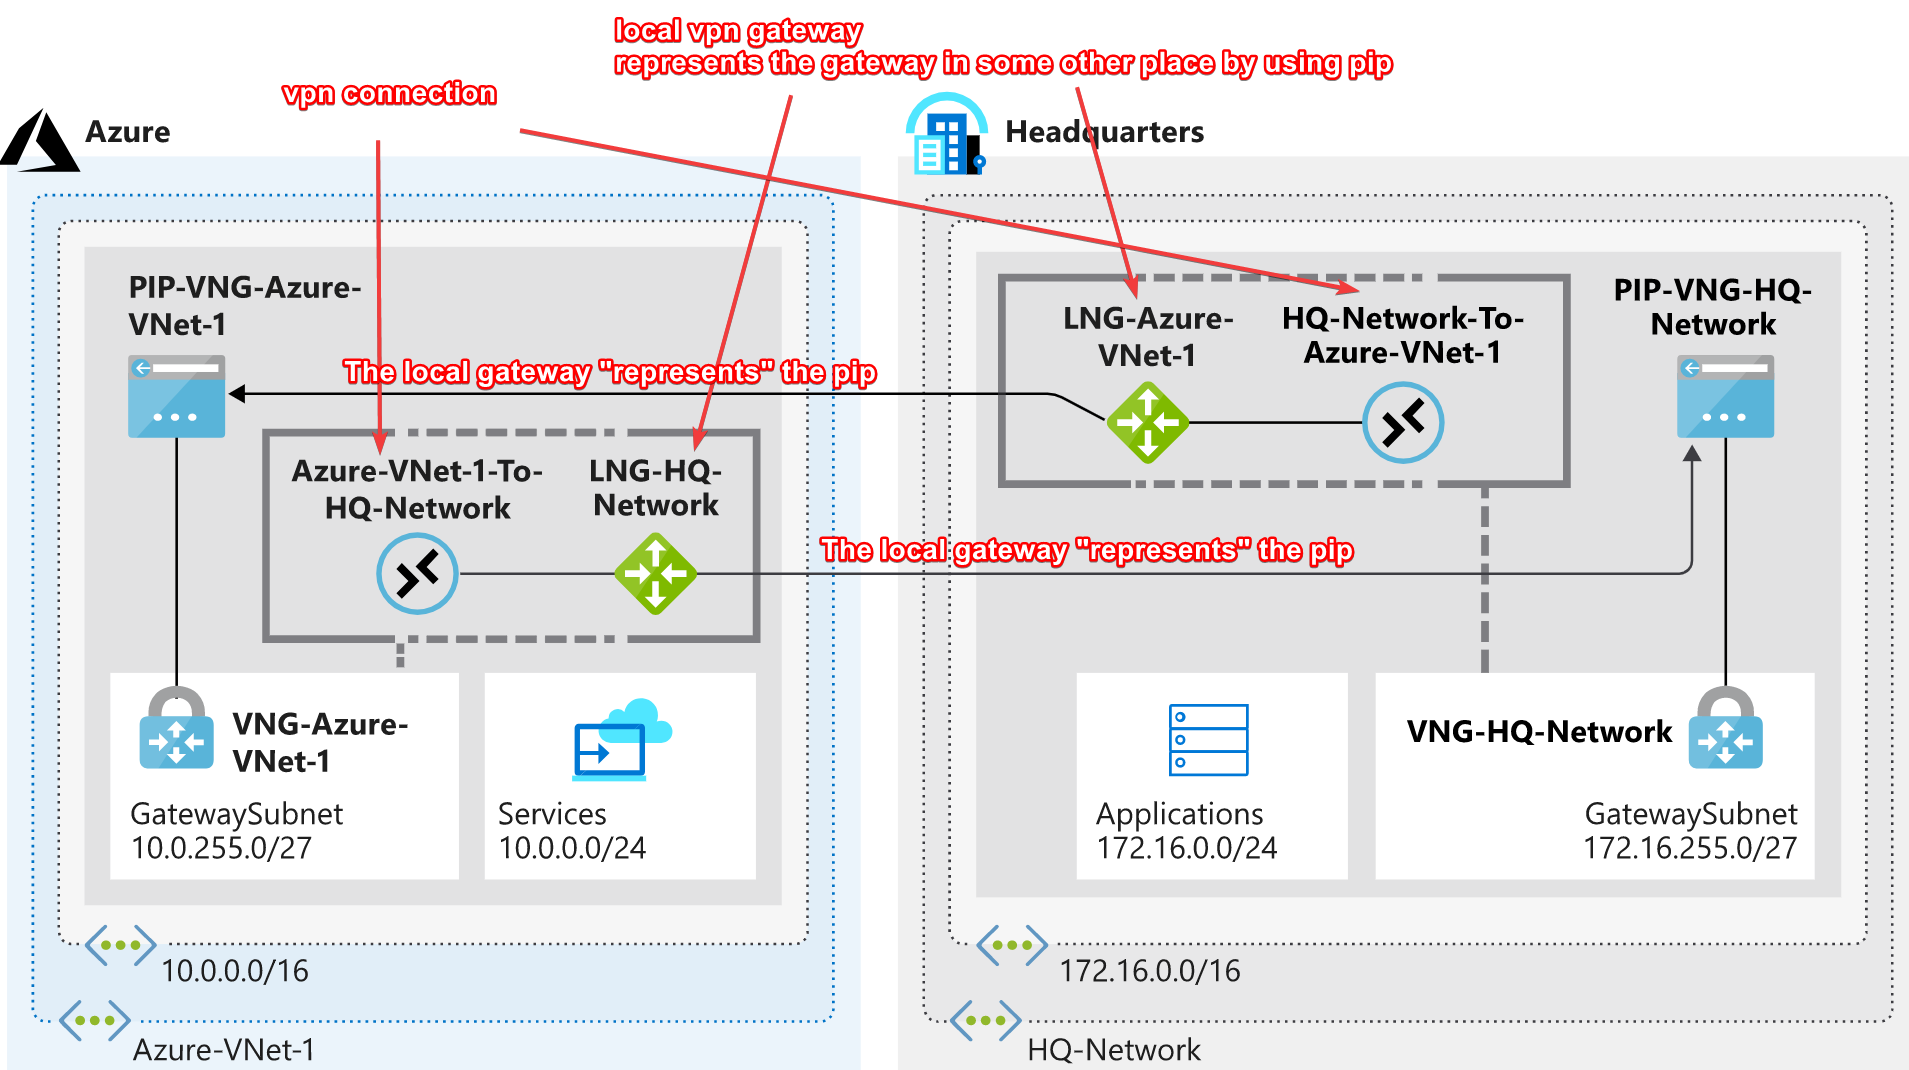 local vpn gateway
represents the gateway in some other place by using pip
vpn connection
Azure
Headquarters
PIP-VNG-Azure-
VNet-1
The local gateway "represents" the pip
Azure-VNet-1-To-
HQ-Network
LNG-HQ-
Network
VNG-Azure-
VNet-1
GatewaySubnet
10.0.255.0/27
Services
10.0.0.0/24
10.0.0.0/16
Azure-VNet-1
LNG-Azure-
VNet-1
HQ-Network-To-
Azure-VNet-1
PIP-VNG-HQ-
Network
The local gateway "represents" the pip
Applications
172.16.0.0/24
VNG-HQ-Network
GatewaySubnet
172.16.255.0/27
172.16.0.0/16
HQ-Network